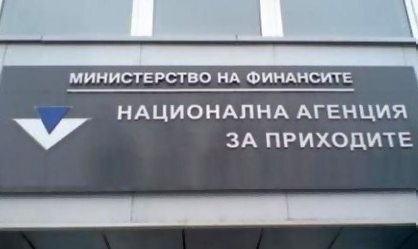 МИНИСТЕРСТВО НА ФИНАНСИТЕ
НАЦИОНАЛНА АГЕНЦИЯ
ЗА ПРИХОДИТЕ